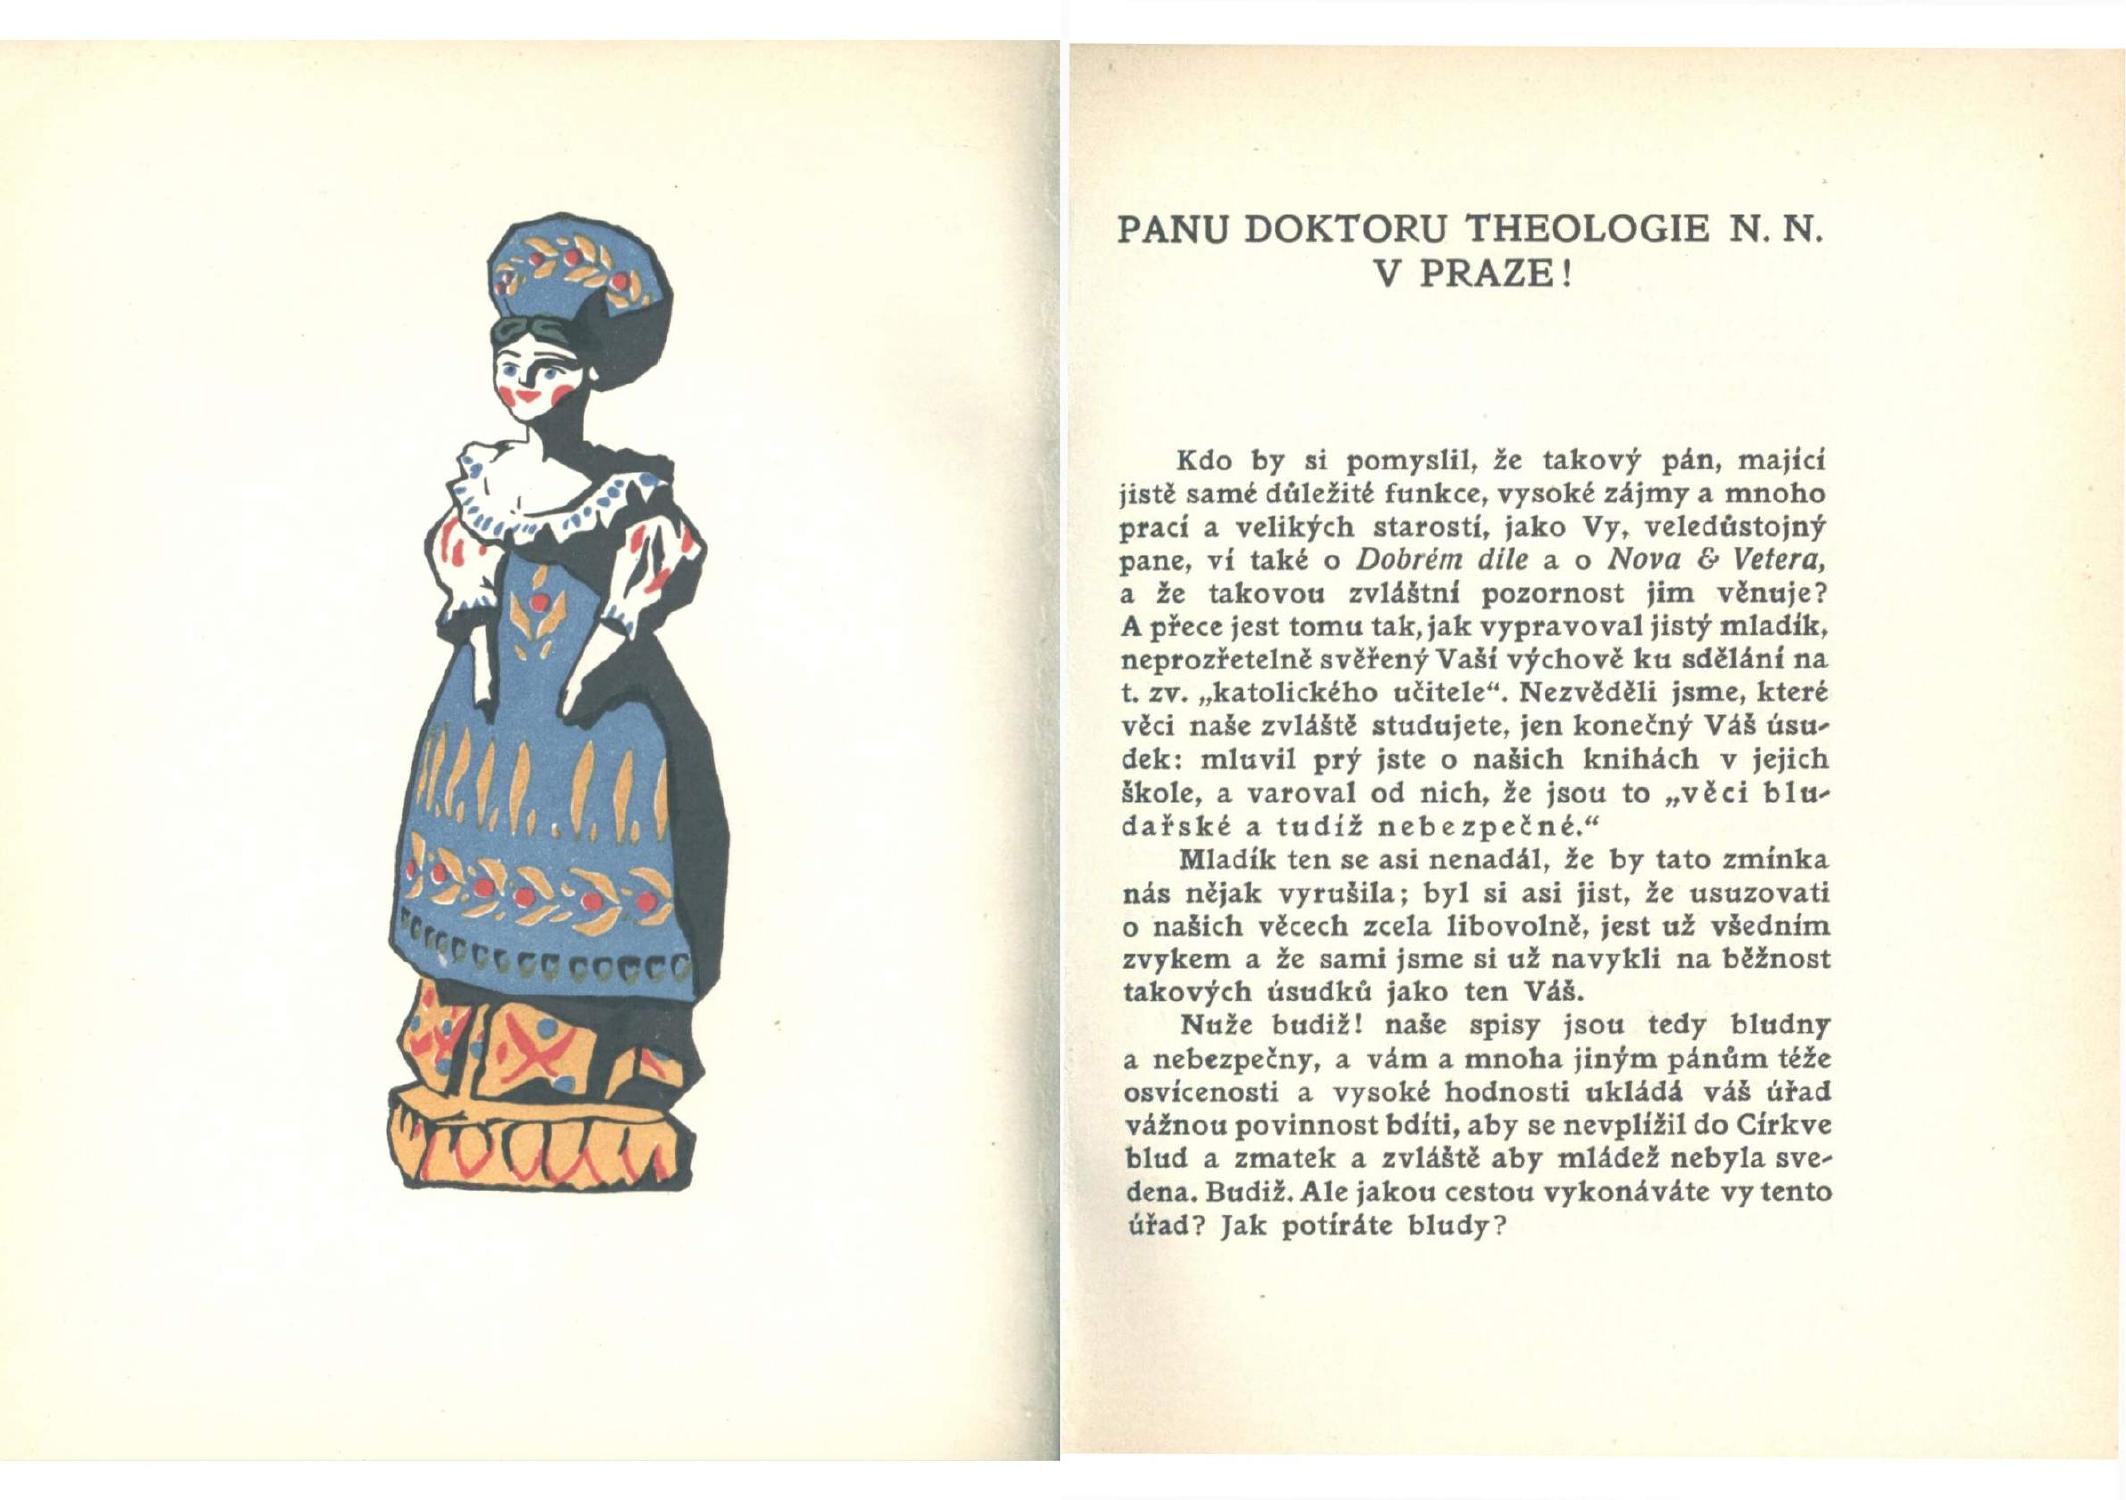 PANU DOKTORU THEOLOGIE N. N.
V PRAZE!
Kdo by si pomyslil, že takový pán, mající
jistě samé důležité funkce, vysoké zájmy a mnoho
prací a velikých starostí, jako Vy, veledůstojný
pane, ví také o Dobrém díle a o Nova & Vetera,
a že takovou zvláštní pozornost jim věnuje?
A přece jest tomu tak, jak vypravoval jistý mladík,
neprozřetelně svěřený Vaší výchově ku sdělání na
t. zv. „katolického učitele“. Nezvěděli jsme, které
věci naše zvláště studujete, jen konečný Váš úsu-
dek: mluvil prý jste o našich knihách v jejich
škole, a varoval od nich, že jsou to „věci blu-
dařské a tudíž nebezpečné.“
Mladík ten se asi nenadál, že by tato zmínka
nás nějak vyrušila; byl si asi jist, že usuzovati
o našich věcech zcela libovolně, jest už všedním
zvykem a že sami jsme si už navykli na běžnost
takových úsudků jako ten Váš.
Nuže budiž! naše spisy jsou tedy bludny
a nebezpečny, a vám a mnoha jiným pánům téže
osvícenosti a vysoké hodnosti ukládá váš úřad
vážnou povinnost bdíti, aby se nevplížil do Církve
blud a zmatek a zvláště aby mládež nebyla sve-
dena. Budiž. Ale jakou cestou vykonáváte vy tento
úřad? Jak potíráte bludy?